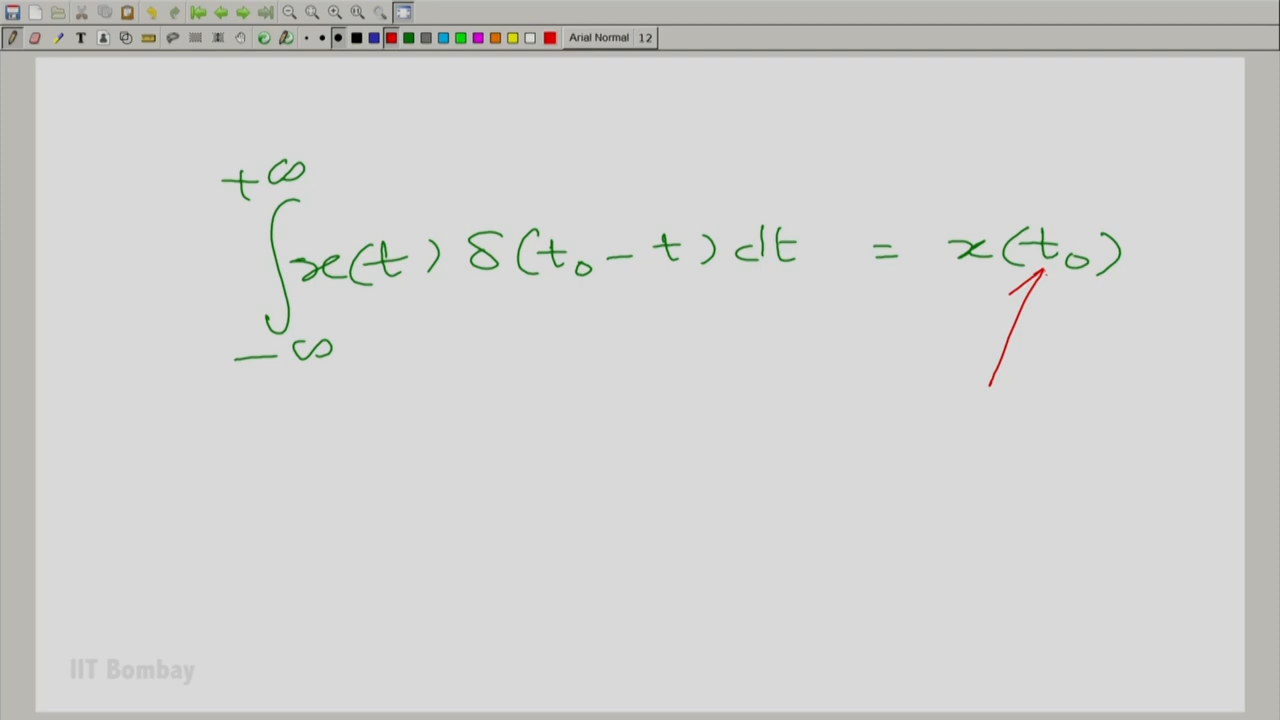 T Arial Normal 12
+∞
∫ x(t) δ(t₀ - t) dt = x(t₀)
-∞
IIT Bombay